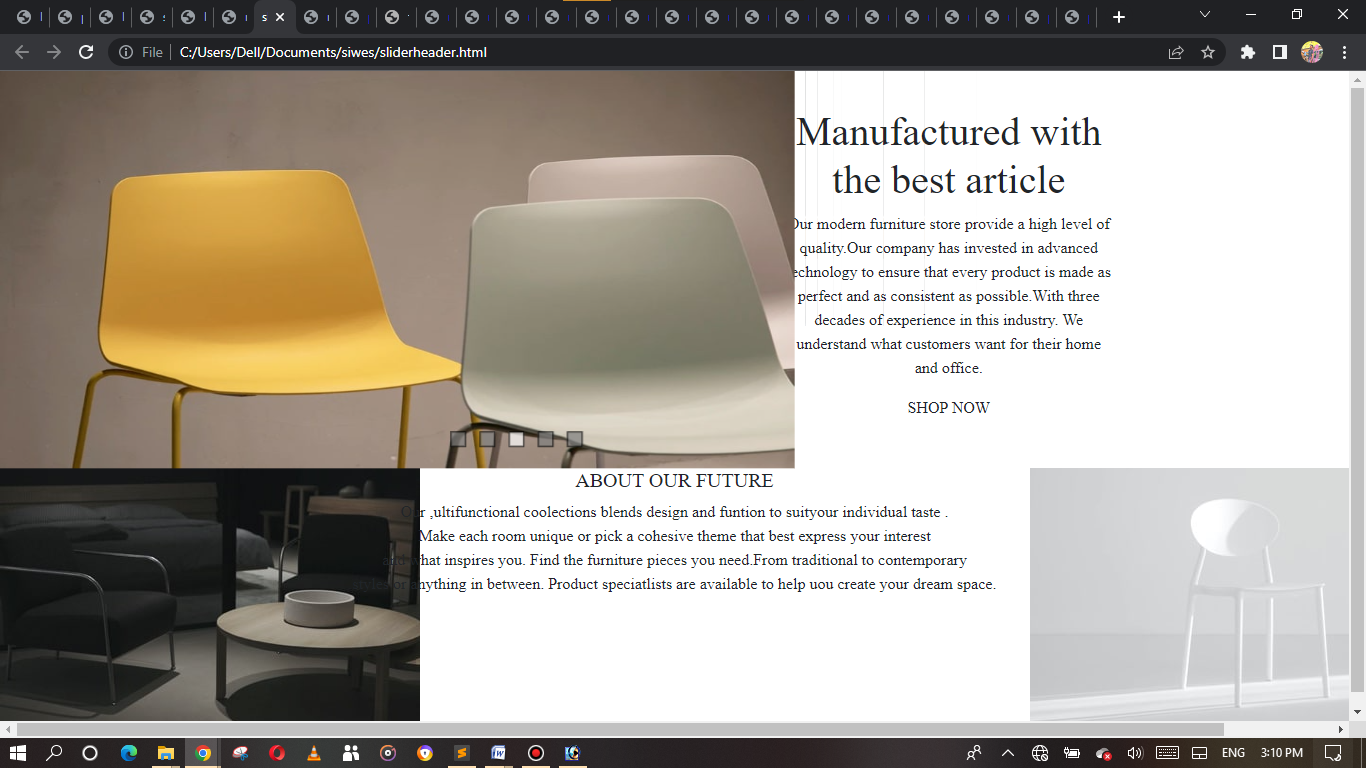 File
C:/Users/Dell/Documents/siwes/sliderheader.html
Manufactured with
the best article
Our modern furniture store provide a high level of
quality.Our company has invested in advanced
echnology to ensure that every product is made as
perfect and as consistent as possible.With three
decades of experience in this industry. We
understand what customers want for their home
and office.
SHOP NOW
ABOUT OUR FUTURE
Our ,ultifunctional coolections blends design and funtion to suityour individual taste .
Make each room unique or pick a cohesive theme that best express your interest
and what inspires you. Find the furniture pieces you need.From traditional to contemporary
styles or anything in between. Product speciatlists are available to help uou create your dream space.
ENG
3:10 PM